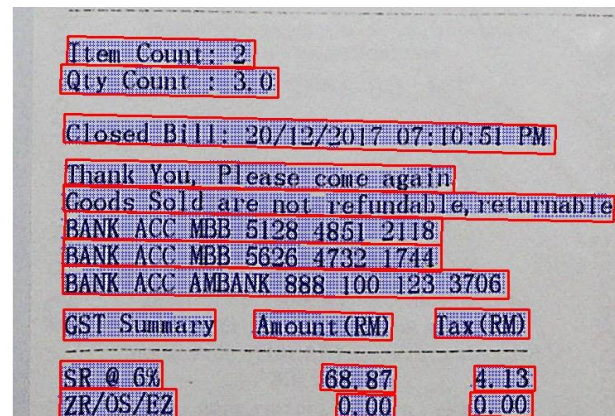 Item Count: 2
Qty Count : 3.0
Closed Bill: 20/12/2017 07:10:51 PM
Thank You, Please come again
Goods Sold are not refundable, returnable
BANK ACC MBB 5128 4851 2118
BANK ACC MBB 5626 4732 1744
BANK ACC AMBANK 888 100 123 3706
GST Summary Amount(RM) Tax(RM)
SR @ 6% 68.87 4.13
ZR/OS/EZ 0.00 0.00